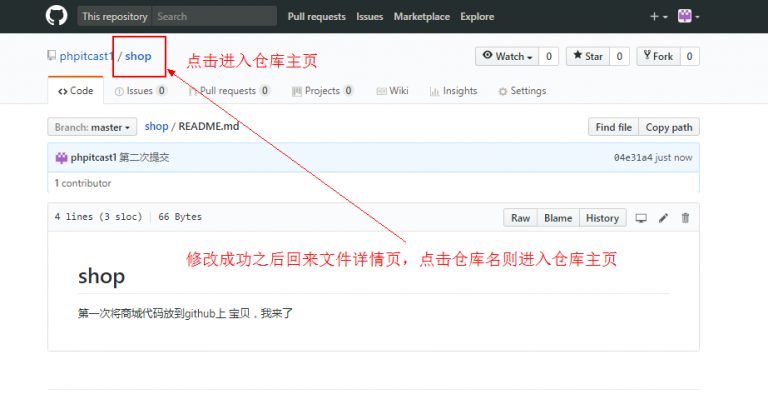 This repository Search Pull requests Issues Marketplace Explore
phpitcast1 / shop 点击进入仓库主页 Watch 0 Star 0 Fork 0
Code Issues 0 Pull requests 0 Projects 0 Wiki Insights Settings
Branch: master shop / README.md Find file Copy path
phpitcast1 第二次提交 04e31a4 just now
1 contributor
4 lines (3 sloc) 66 Bytes Raw Blame History
修改成功之后回来文件详情页，点击仓库名则进入仓库主页
shop
第一次将商城代码放到github上 宝贝，我来了